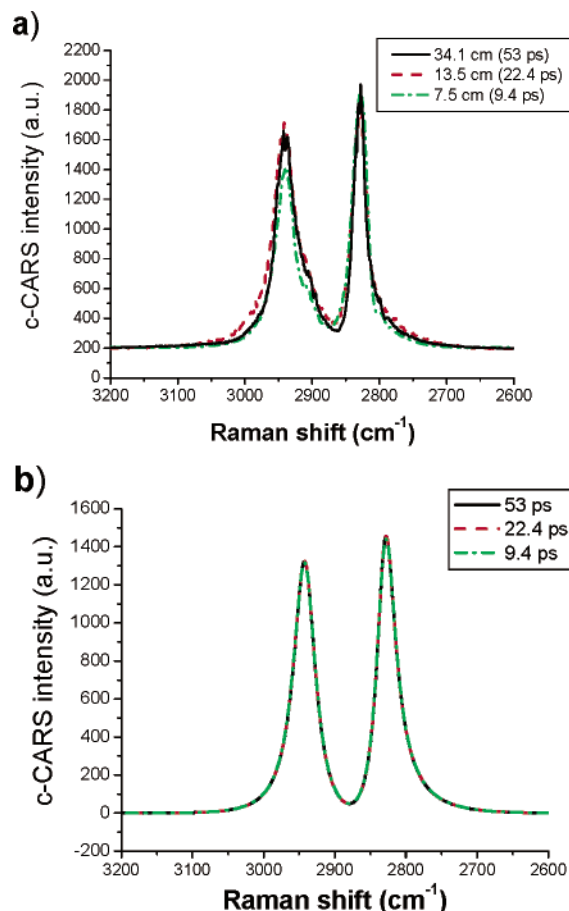 a)
34.1 cm (53 ps)
13.5 cm (22.4 ps)
7.5 cm (9.4 ps)
c-CARS intensity (a.u.)
2200
2000
1800
1600
1400
1200
1000
800
600
400
200
0
3200 3100 3000 2900 2800 2700 2600
Raman shift (cm⁻¹)
b)
53 ps
22.4 ps
9.4 ps
c-CARS intensity (a.u.)
1600
1400
1200
1000
800
600
400
200
0
-200
3200 3100 3000 2900 2800 2700 2600
Raman shift (cm⁻¹)